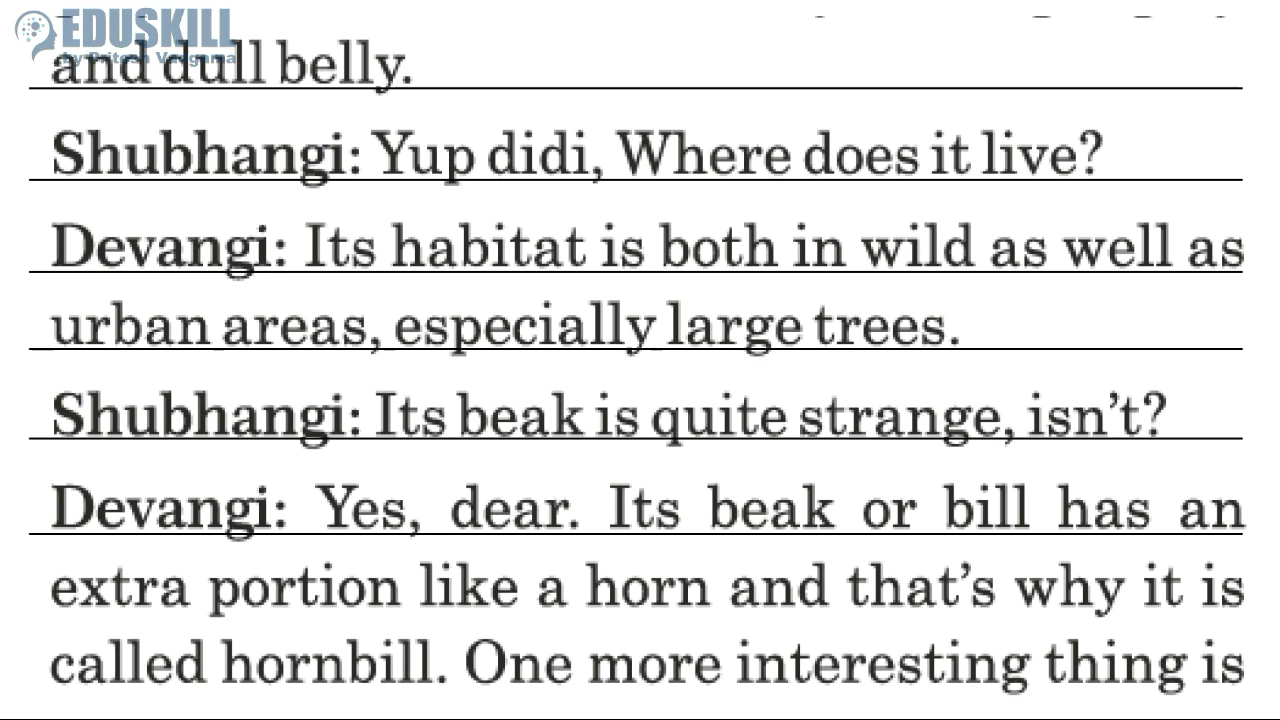 EDUSKILL
and dull belly.
Shubhangi: Yup didi, Where does it live?
Devangi: Its habitat is both in wild as well as
urban areas, especially large trees.
Shubhangi: Its beak is quite strange, isn't?
Devangi: Yes, dear. Its beak or bill has an
extra portion like a horn and that's why it is
called hornbill. One more interesting thing is